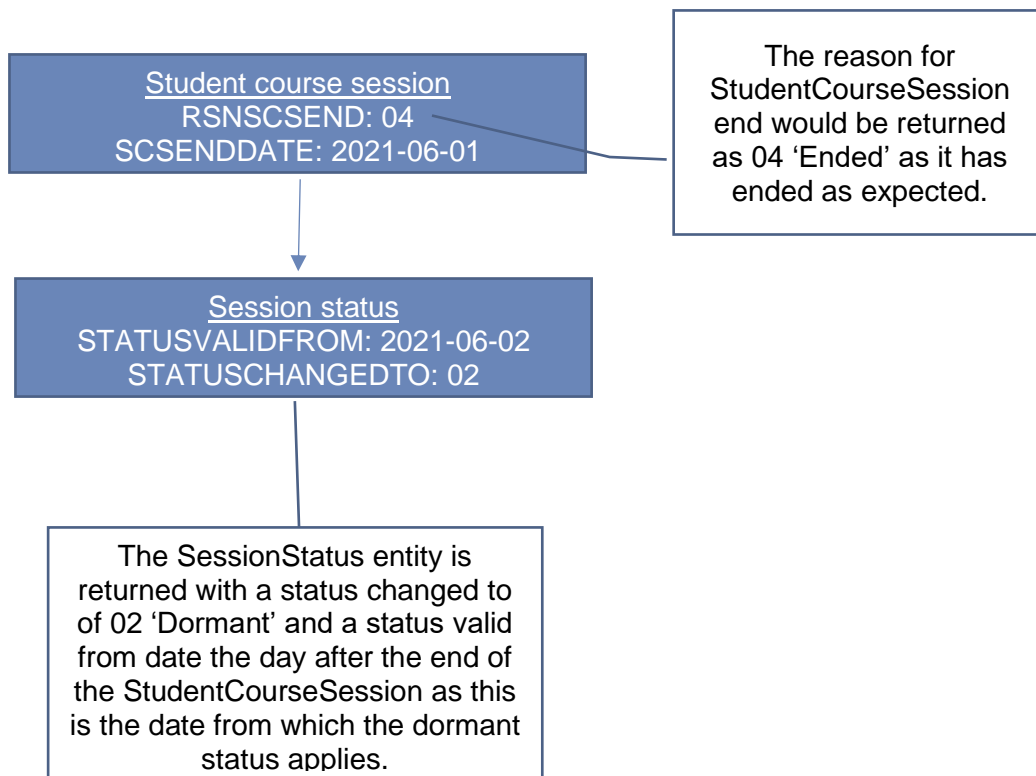 Student course session
RSNSCSEND: 04
SCSENDDATE: 2021-06-01
The reason for
StudentCourseSession
end would be returned
as 04 ‘Ended’ as it has
ended as expected.
Session status
STATUSVALIDFROM: 2021-06-02
STATUSCHANGEDTO: 02
The SessionStatus entity is
returned with a status changed to
of 02 ‘Dormant’ and a status valid
from date the day after the end of
the StudentCourseSession as this
is the date from which the dormant
status applies.